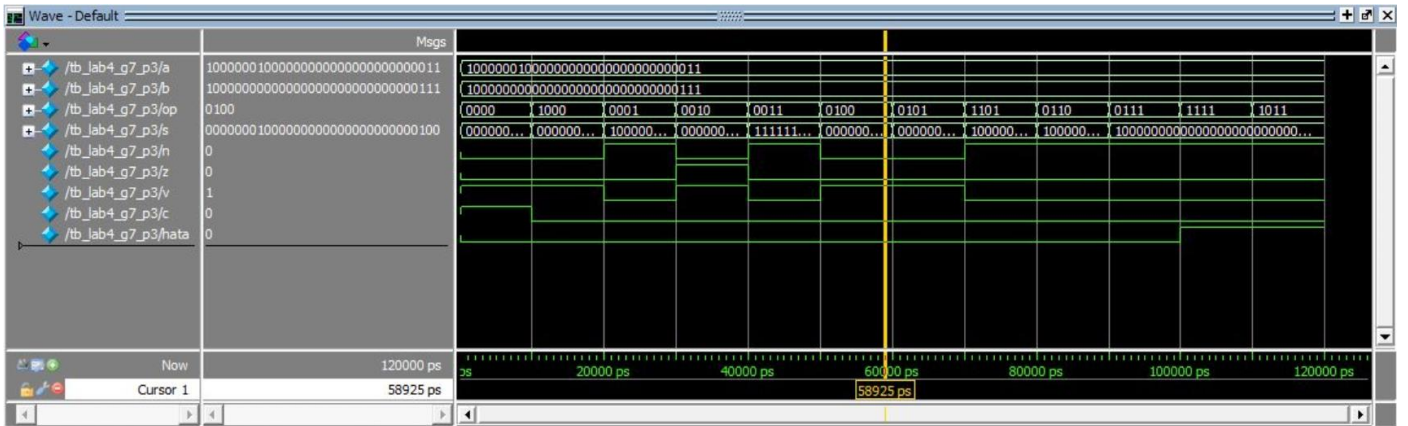 Wave - Default
Msgs
/tb_lab4_g7_p3/a 10000001000000000000000000000011 10000001000000000000000000000011
/tb_lab4_g7_p3/b 10000000000000000000000000000111 10000000000000000000000000000111
/tb_lab4_g7_p3/op 0100 0000 1000 0001 0010 0011 0100 0101 1101 0110 0111 1111 1011
/tb_lab4_g7_p3/s 00000001000000000000000000000100 000000... 000000... 100000... 000000... 111111... 000000... 000000... 100000... 100000... 1000000000000000000000000...
/tb_lab4_g7_p3/n 0
/tb_lab4_g7_p3/z 0
/tb_lab4_g7_p3/v 1
/tb_lab4_g7_p3/c 0
/tb_lab4_g7_p3/hata 0
Now 120000 ps ps 20000 ps 40000 ps 60000 ps 80000 ps 100000 ps 120000 ps
Cursor 1 58925 ps 58925 ps